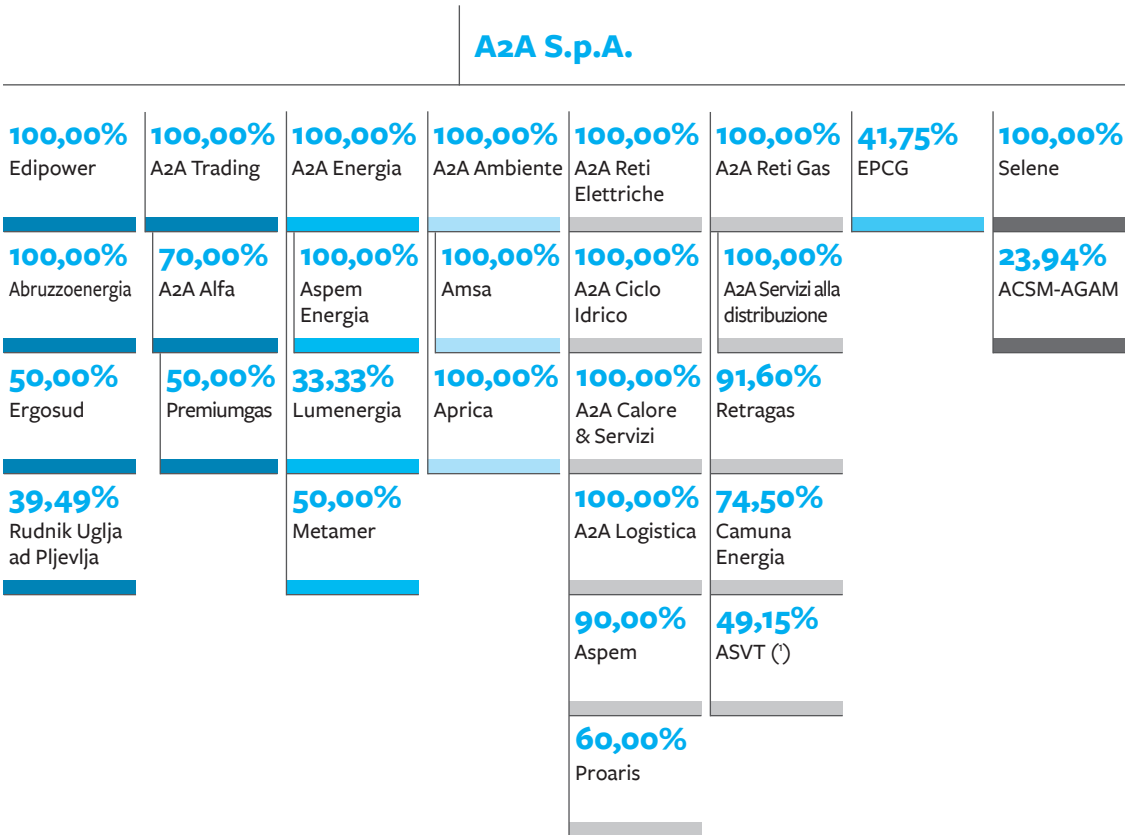 A2A S.p.A.
100,00%
Edipower
100,00%
A2A Trading
100,00%
A2A Energia
100,00%
A2A Ambiente
100,00%
A2A Reti
Elettriche
100,00%
A2A Reti Gas
41,75%
EPCG
100,00%
Selene
100,00%
Abruzzoenergia
70,00%
A2A Alfa
100,00%
Aspem
Energia
100,00%
Amsa
100,00%
A2A Ciclo
Idrico
100,00%
A2A Servizi alla
distribuzione
23,94%
ACSM-AGAM
50,00%
Ergosud
50,00%
Premiumgas
33,33%
Lumenergia
100,00%
Aprica
100,00%
A2A Calore
& Servizi
91,60%
Retragas
39,49%
Rudnik Uglja
ad Pljevlja
50,00%
Metamer
100,00%
A2A Logistica
74,50%
Camuna
Energia
90,00%
Aspem
49,15%
ASVT (¹)
60,00%
Proaris